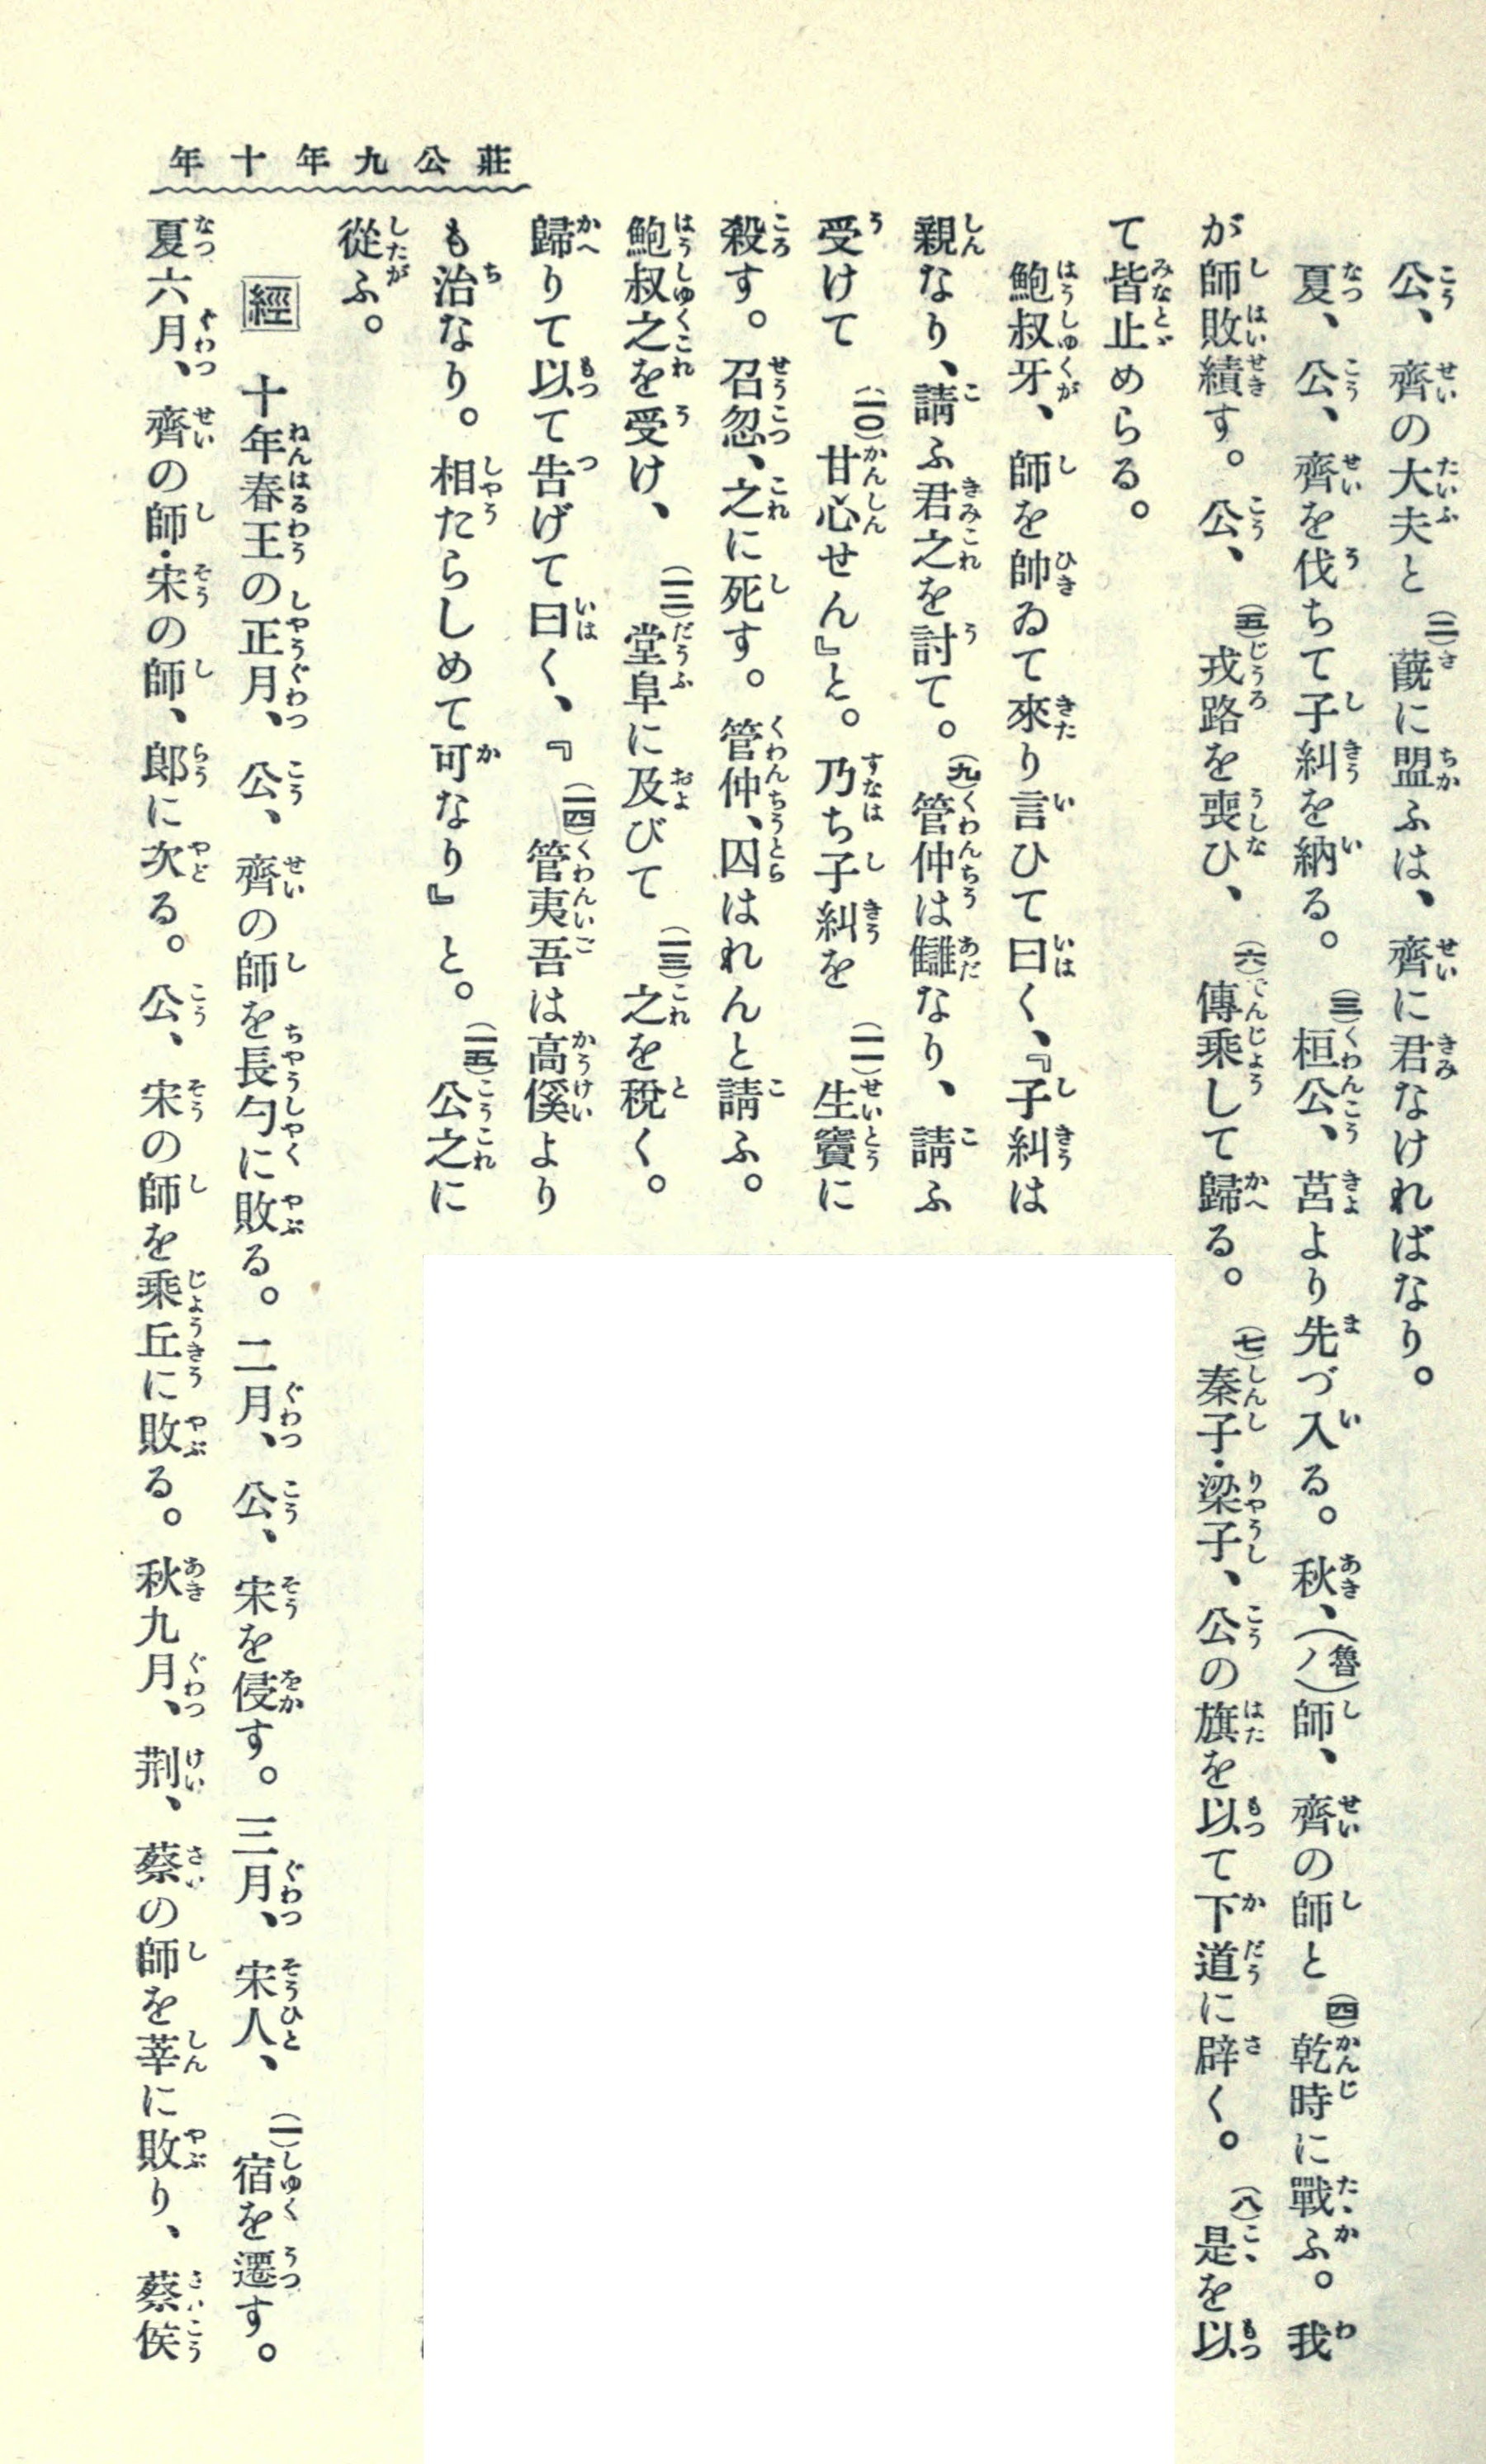 莊公九年十年
公、齊の大夫と(二)蔇に盟ふは、齊に君なければなり。
夏、公、齊を伐ちて子糾を納る。(三)桓公、莒より先づ入る。秋、(魯ノ)師、齊の師と(四)乾時に戰ふ。我
が師敗績す。公、(五)戎路を喪ひ、(六)傳乘して歸る。(七)秦子・梁子、公の旗を以て下道に辟く。(八)是を以
て皆止めらる。
鮑叔牙、師を帥ゐて來り言ひて曰く、『子糾は
親なり、請ふ君之を討て。(九)管仲は讎なり、請ふ
受けて(一〇)甘心せん』と。乃ち子糾を(一一)生竇に
殺す。召忽、之に死す。管仲、囚はれんと請ふ。
鮑叔之を受け、(一二)堂阜に及びて(一三)之を稅く。
歸りて以て告げて曰く、『(一四)管夷吾は高傒より
も治なり。相たらしめて可なり』と。(一五)公之に
從ふ。
經 十年春王の正月、公、齊の師を長勺に敗る。二月、公、宋を侵す。三月、宋人、(一)宿を遷す。
夏六月、齊の師・宋の師、郎に次る。公、宋の師を乘丘に敗る。秋九月、荆、蔡の師を莘に敗り、蔡侯